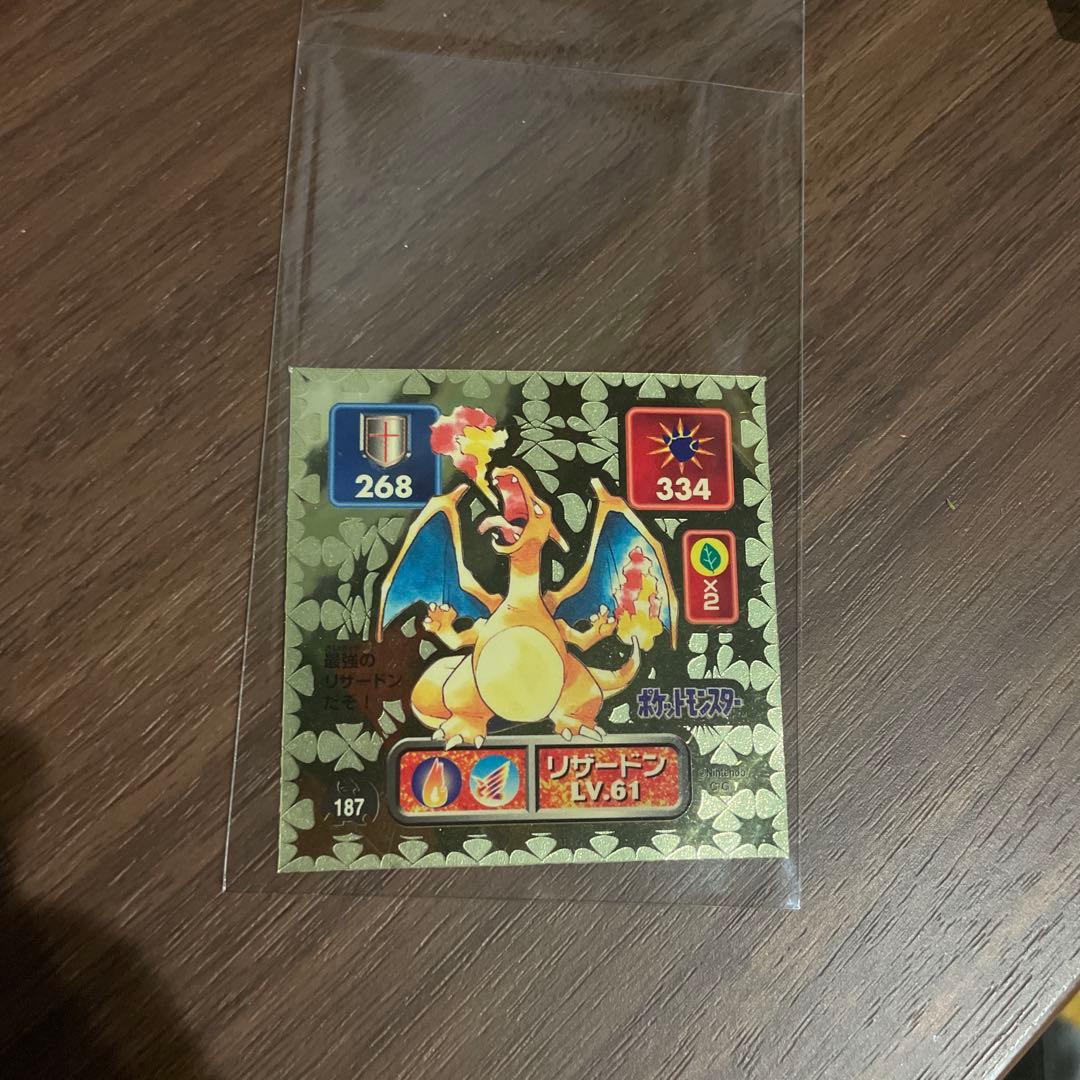 268
334
×2
最強の
リザードン
だぞ!
ポケットモンスター
リザードン
LV.61
187
©Nintendo